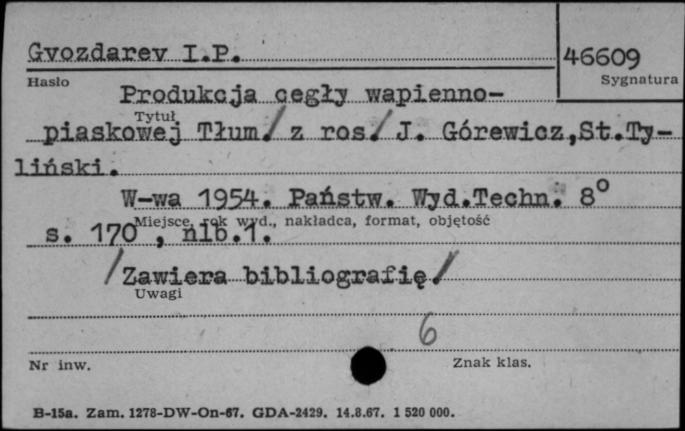 Gvozdarev I.P.
46609
Hasło
Sygnatura
Produkcja cegły wapienno-
Tytuł
piaskowej Tłum./ z ros./ J. Górewicz,St.Ty-
liński.
W-wa 1954. Państw. Wyd.Techn. 8°
Miejsce, rok wyd., nakładca, format, objętość
s. 170 , nlb.1.
/Zawiera bibliografię/
Uwagi
6
Nr inw.
Znak klas.
B-15a. Zam. 1278-DW-On-67. GDA-2429. 14.8.67. 1 520 000.